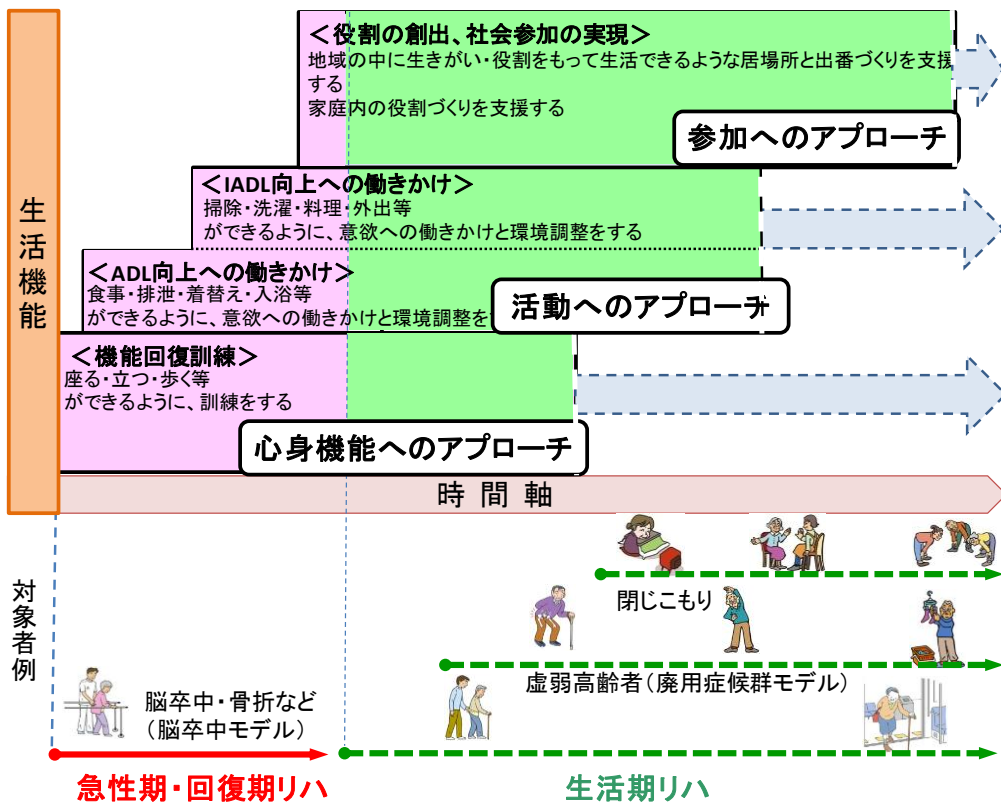 ＜役割の創出、社会参加の実現＞
地域の中に生きがい・役割をもって生活できるような居場所と出番づくりを支援
する
家庭内の役割づくりを支援する
参加へのアプローチ
＜IADL向上への働きかけ＞
掃除・洗濯・料理・外出等
ができるように、意欲への働きかけと環境調整をする
生活機能
＜ADL向上への働きかけ＞
食事・排泄・着替え・入浴等
ができるように、意欲への働きかけと環境調整を
活動へのアプローチ
＜機能回復訓練＞
座る・立つ・歩く等
ができるように、訓練をする
心身機能へのアプローチ
時間軸
対象者例
閉じこもり
虚弱高齢者（廃用症候群モデル）
脳卒中・骨折など
（脳卒中モデル）
急性期・回復期リハ
生活期リハ